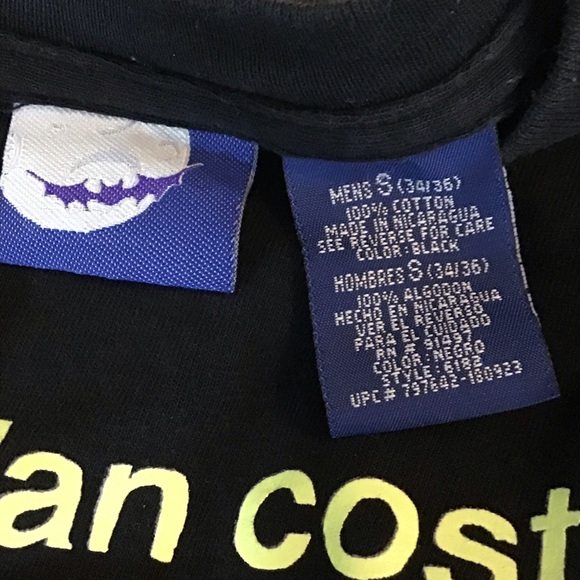 MENS S (34/36)
100% COTTON
MADE IN NICARAGUA
SEE REVERSE FOR CARE
COLOR: BLACK
HOMBRES S (34/36)
100% ALGODON
HECHO EN NICARAGUA
VER EL REVERSO
PARA EL CUIDADO
RN # 91497
COLOR: NEGRO
STYLE: 6192
UPC# 797642-180923
an cost